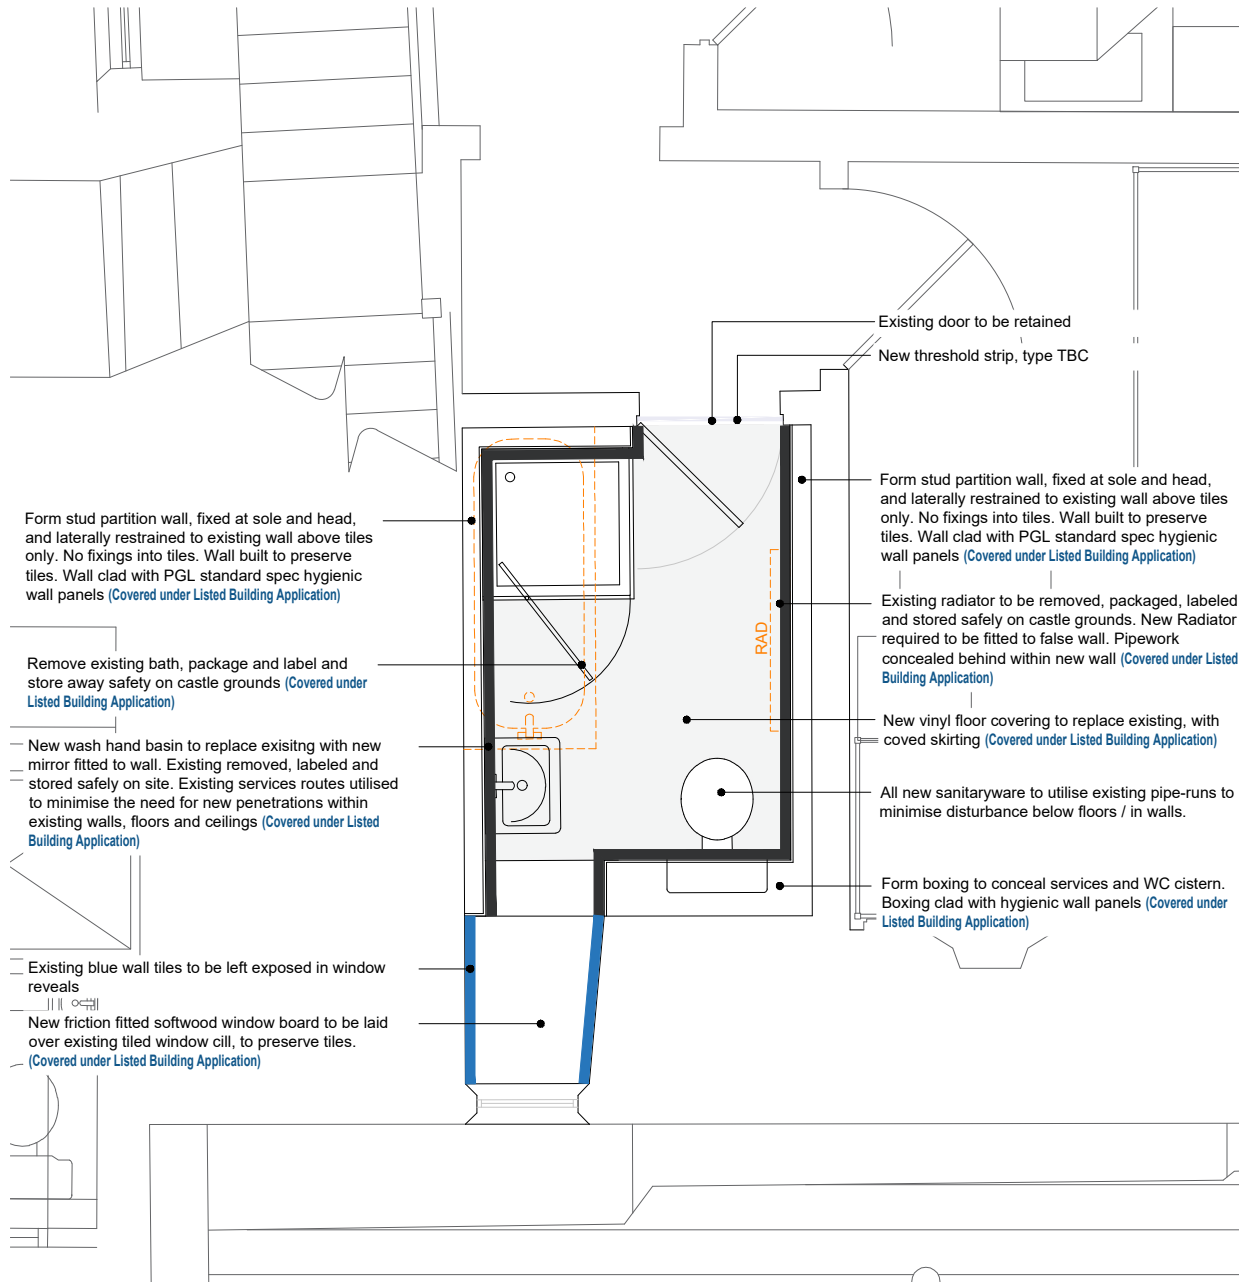 Existing door to be retained
New threshold strip, type TBC
Form stud partition wall, fixed at sole and head,
and laterally restrained to existing wall above tiles
only. No fixings into tiles. Wall built to preserve
tiles. Wall clad with PGL standard spec hygienic
wall panels (Covered under Listed Building Application)
Existing radiator to be removed, packaged, labeled
and stored safely on castle grounds. New Radiator
required to be fitted to false wall. Pipework
concealed behind within new wall (Covered under Listed
Building Application)
New vinyl floor covering to replace existing, with
coved skirting (Covered under Listed Building Application)
All new sanitaryware to utilise existing pipe-runs to
minimise disturbance below floors / in walls.
Form boxing to conceal services and WC cistern.
Boxing clad with hygienic wall panels (Covered under
Listed Building Application)
RAD
Form stud partition wall, fixed at sole and head,
and laterally restrained to existing wall above tiles
only. No fixings into tiles. Wall built to preserve
tiles. Wall clad with PGL standard spec hygienic
wall panels (Covered under Listed Building Application)
Remove existing bath, package and label and
store away safety on castle grounds (Covered under
Listed Building Application)
New wash hand basin to replace exisitng with new
mirror fitted to wall. Existing removed, labeled and
stored safely on site. Existing services routes utilised
to minimise the need for new penetrations within
existing walls, floors and ceilings (Covered under Listed
Building Application)
Existing blue wall tiles to be left exposed in window
reveals
New friction fitted softwood window board to be laid
over existing tiled window cill, to preserve tiles.
(Covered under Listed Building Application)